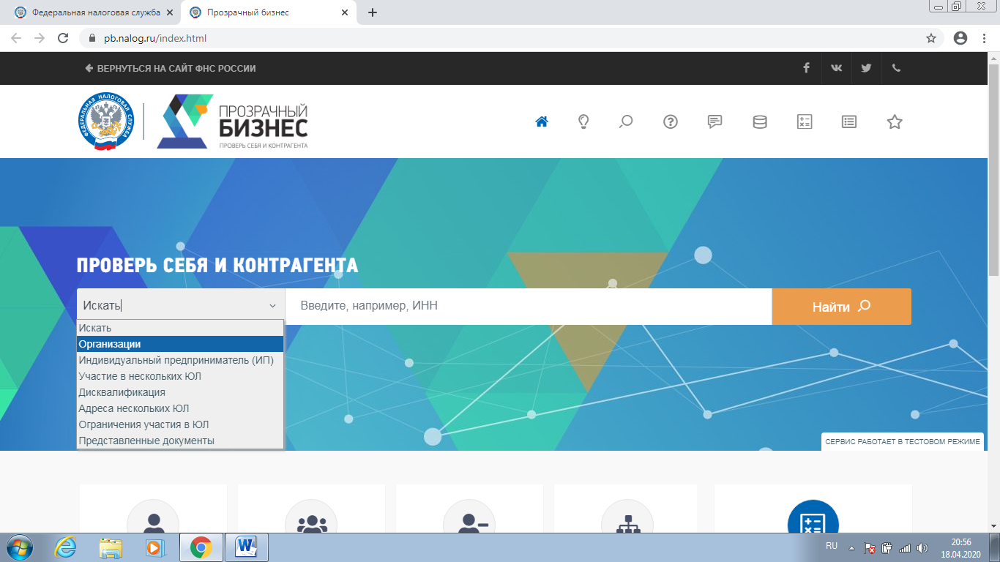 Федеральная налоговая служба
Прозрачный бизнес
pb.nalog.ru/index.html
ВЕРНУТЬСЯ НА САЙТ ФНС РОССИИ
ФЕДЕРАЛЬНАЯ НАЛОГОВАЯ СЛУЖБА
ПРОЗРАЧНЫЙ
БИЗНЕС
ПРОВЕРЬ СЕБЯ И КОНТРАГЕНТА
ПРОВЕРЬ СЕБЯ И КОНТРАГЕНТА
Искать
Введите, например, ИНН
Найти
Искать
Организации
Индивидуальный предприниматель (ИП)
Участие в нескольких ЮЛ
Дисквалификация
Адреса нескольких ЮЛ
Ограничения участия в ЮЛ
Представленные документы
СЕРВИС РАБОТАЕТ В ТЕСТОВОМ РЕЖИМЕ
RU
20:56
18.04.2020